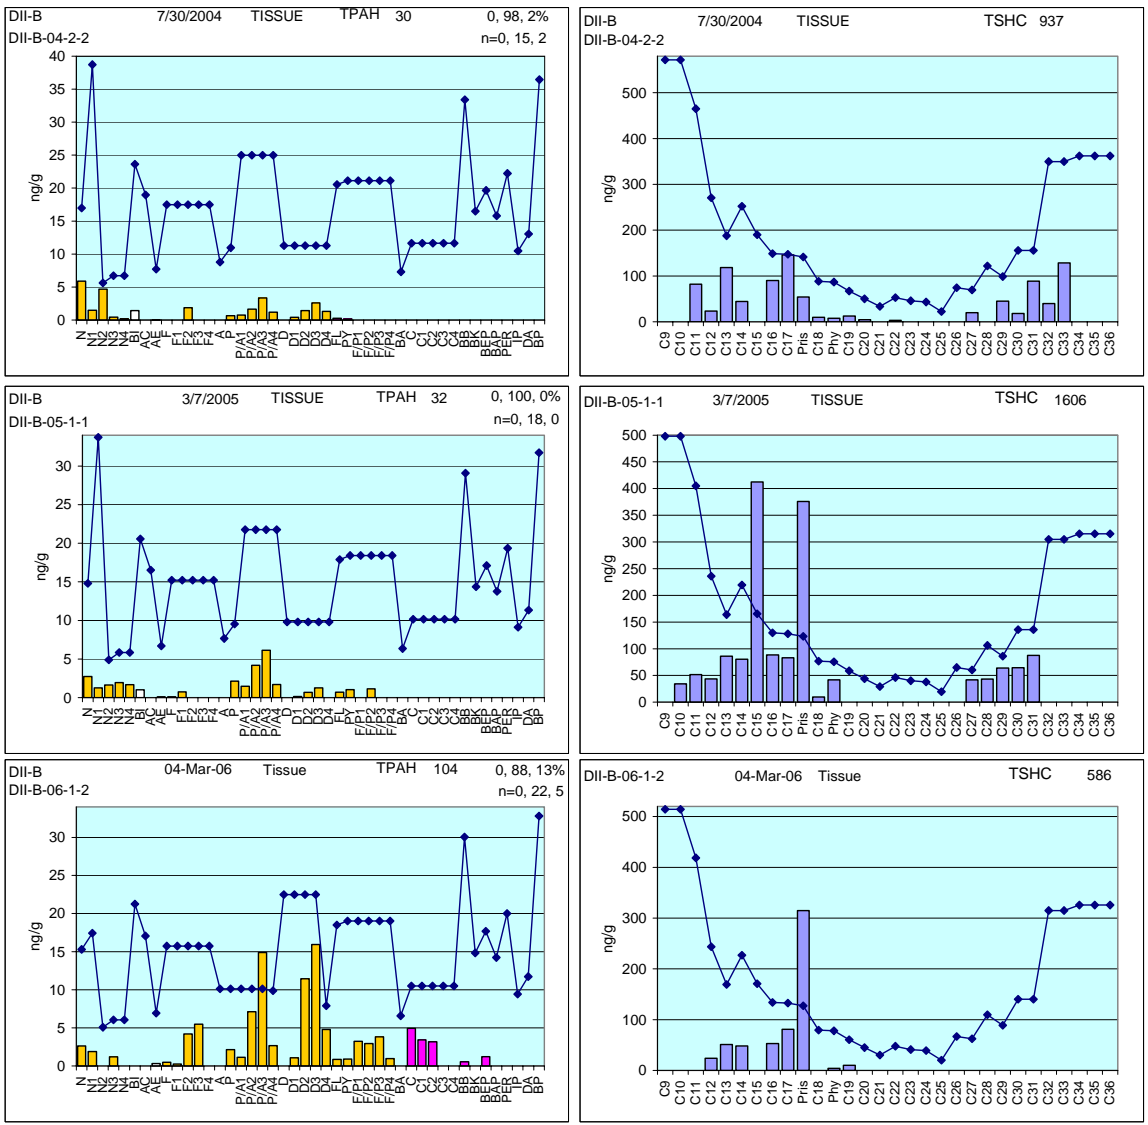 DII-B 7/30/2004 TISSUE TPAH 30 0, 98, 2%
DII-B-04-2-2 n=0, 15, 2
40
35
30
25
20
15
10
5
0
ng/g
N N1 N2 N3 N4 BI AC AE F F1 F2 F3 F4 A P P/A1 P/A2 P/A3 P/A4 D D1 D2 D3 D4 FL PY F/P1 F/P2 F/P3 F/P4 BA C C1 C2 C3 C4 BB BK BEP BAP PER IP DA BP
DII-B 7/30/2004 TISSUE TSHC 937
DII-B-04-2-2
500
400
300
200
100
0
ng/g
C9 C10 C11 C12 C13 C14 C15 C16 C17 Pris C18 Phy C19 C20 C21 C22 C23 C24 C25 C26 C27 C28 C29 C30 C31 C32 C33 C34 C35 C36
DII-B 3/7/2005 TISSUE TPAH 32 0, 100, 0%
DII-B-05-1-1 n=0, 18, 0
30
25
20
15
10
5
0
ng/g
N N1 N2 N3 N4 BI AC AE F F1 F2 F3 F4 A P P/A1 P/A2 P/A3 P/A4 D D1 D2 D3 D4 FL PY F/P1 F/P2 F/P3 F/P4 BA C C1 C2 C3 C4 BB BK BEP BAP PER IP DA BP
DII-B-05-1-1 3/7/2005 TISSUE TSHC 1606
500
450
400
350
300
250
200
150
100
50
0
ng/g
C9 C10 C11 C12 C13 C14 C15 C16 C17 Pris C18 Phy C19 C20 C21 C22 C23 C24 C25 C26 C27 C28 C29 C30 C31 C32 C33 C34 C35 C36
DII-B 04-Mar-06 Tissue TPAH 104 0, 88, 13%
DII-B-06-1-2 n=0, 22, 5
30
25
20
15
10
5
0
ng/g
N N1 N2 N3 N4 BI AC AE F F1 F2 F3 F4 A P P/A1 P/A2 P/A3 P/A4 D D1 D2 D3 D4 FL PY F/P1 F/P2 F/P3 F/P4 BA C C1 C2 C3 C4 BB BK BEP BAP PER IP DA BP
DII-B 04-Mar-06 Tissue TSHC 586
DII-B-06-1-2
500
400
300
200
100
0
ng/g
C9 C10 C11 C12 C13 C14 C15 C16 C17 Pris C18 Phy C19 C20 C21 C22 C23 C24 C25 C26 C27 C28 C29 C30 C31 C32 C33 C34 C35 C36